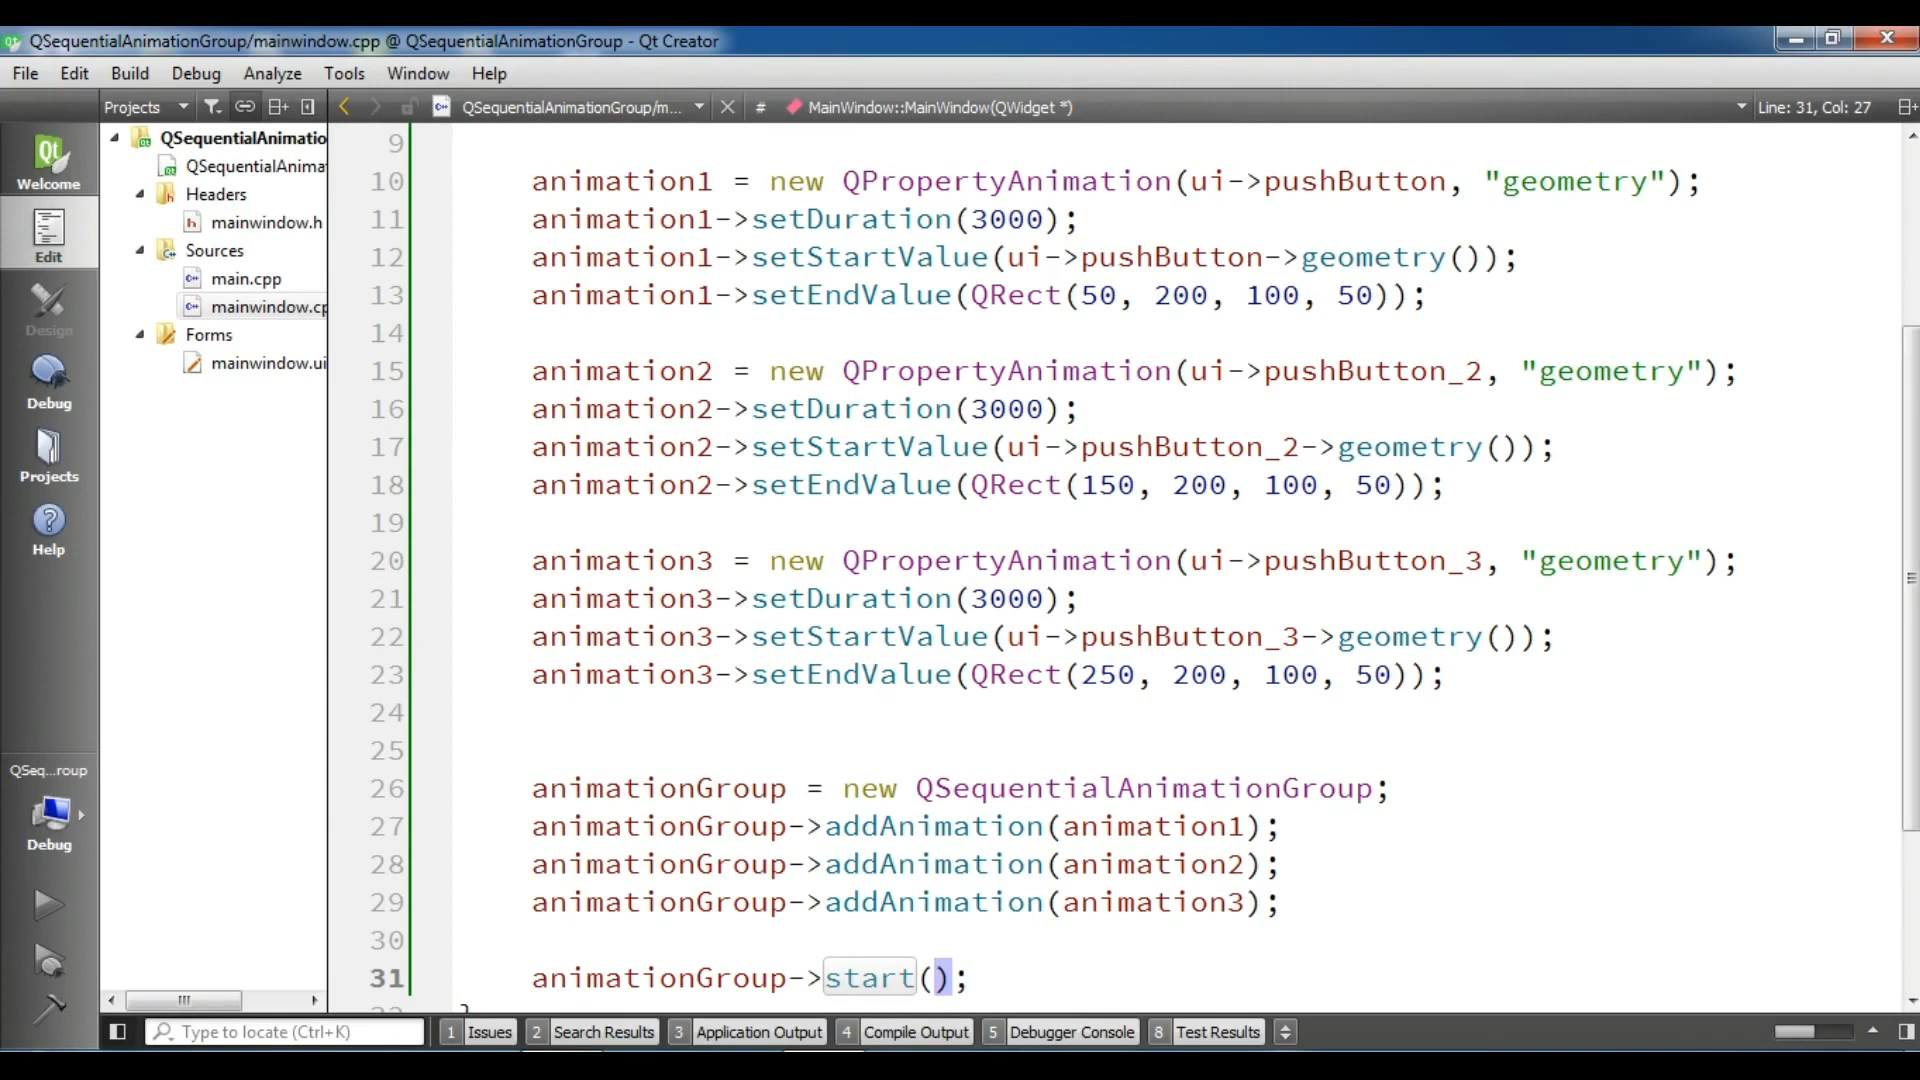 QSequentialAnimationGroup/mainwindow.cpp @ QSequentialAnimationGroup - Qt Creator
File Edit Build Debug Analyze Tools Window Help
Projects QSequentialAnimationGroup/m... # MainWindow::MainWindow(QWidget *) Line: 31, Col: 27
Welcome
Edit
Design
Debug
Projects
Help
QSeq...roup
Debug
QSequentialAnimatio
QSequentialAnima
Headers
mainwindow.h
Sources
main.cpp
mainwindow.cp
Forms
mainwindow.ui
9
10 animation1 = new QPropertyAnimation(ui->pushButton, "geometry");
11 animation1->setDuration(3000);
12 animation1->setStartValue(ui->pushButton->geometry());
13 animation1->setEndValue(QRect(50, 200, 100, 50));
14
15 animation2 = new QPropertyAnimation(ui->pushButton_2, "geometry");
16 animation2->setDuration(3000);
17 animation2->setStartValue(ui->pushButton_2->geometry());
18 animation2->setEndValue(QRect(150, 200, 100, 50));
19
20 animation3 = new QPropertyAnimation(ui->pushButton_3, "geometry");
21 animation3->setDuration(3000);
22 animation3->setStartValue(ui->pushButton_3->geometry());
23 animation3->setEndValue(QRect(250, 200, 100, 50));
24
25
26 animationGroup = new QSequentialAnimationGroup;
27 animationGroup->addAnimation(animation1);
28 animationGroup->addAnimation(animation2);
29 animationGroup->addAnimation(animation3);
30
31 animationGroup->start();
Type to locate (Ctrl+K) 1 Issues 2 Search Results 3 Application Output 4 Compile Output 5 Debugger Console 8 Test Results